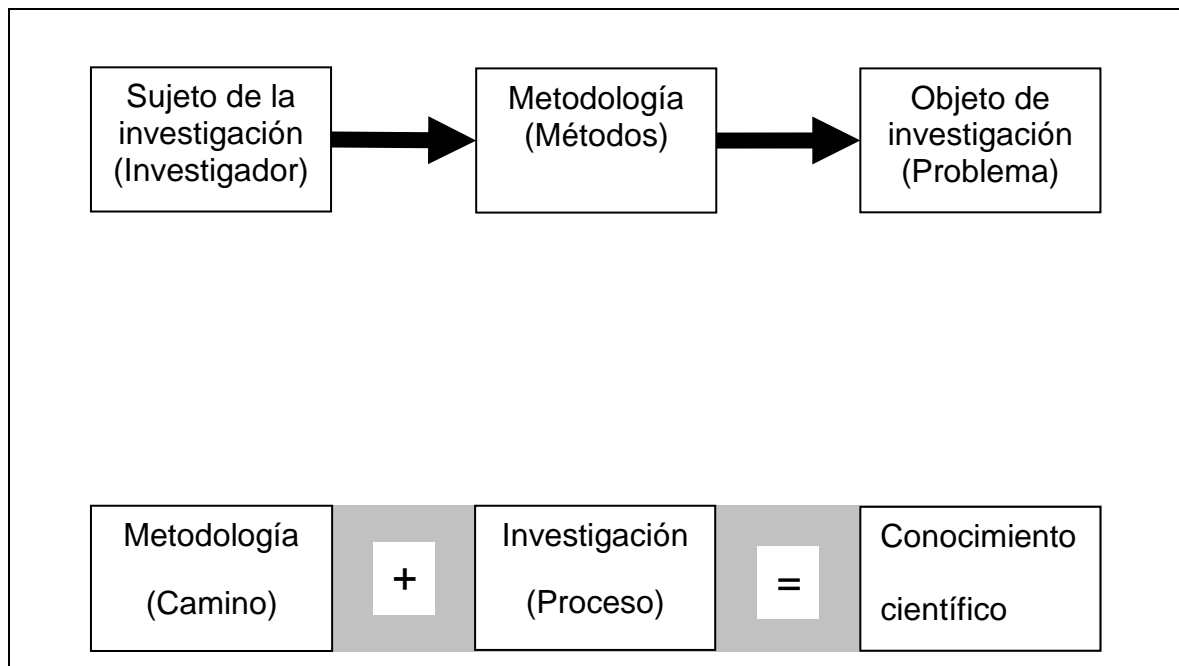 Sujeto de la
investigación
(Investigador)
Metodología
(Métodos)
Objeto de
investigación
(Problema)
Metodología
(Camino)
+
Investigación
(Proceso)
=
Conocimiento
científico